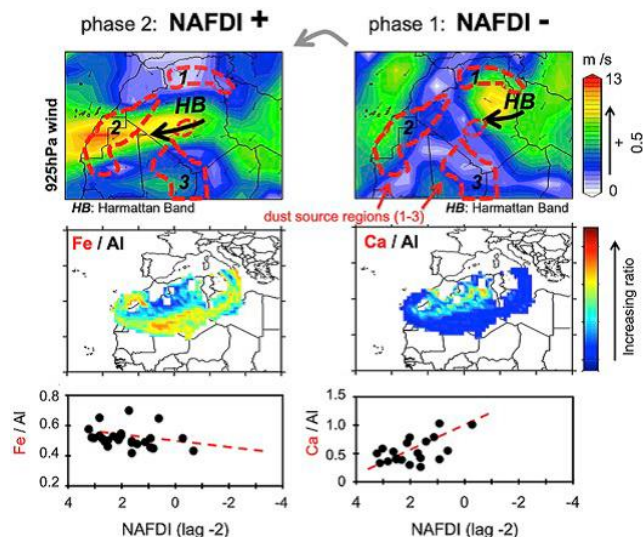 phase 2: NAFDI +
phase 1: NAFDI -
925hPa wind
1
HB
2
3
1
HB
2
3
m /s
13
+
0.5
0
HB: Harmattan Band
dust source regions (1-3)
HB: Harmattan Band
Fe / Al
Ca / Al
Increasing ratio
Fe/Al
0.8
0.6
0.4
0.2
4 2 0 -2 -4
NAFDI (lag -2)
Ca/Al
1.5
1.0
0.5
0
4 2 0 -2 -4
NAFDI (lag -2)